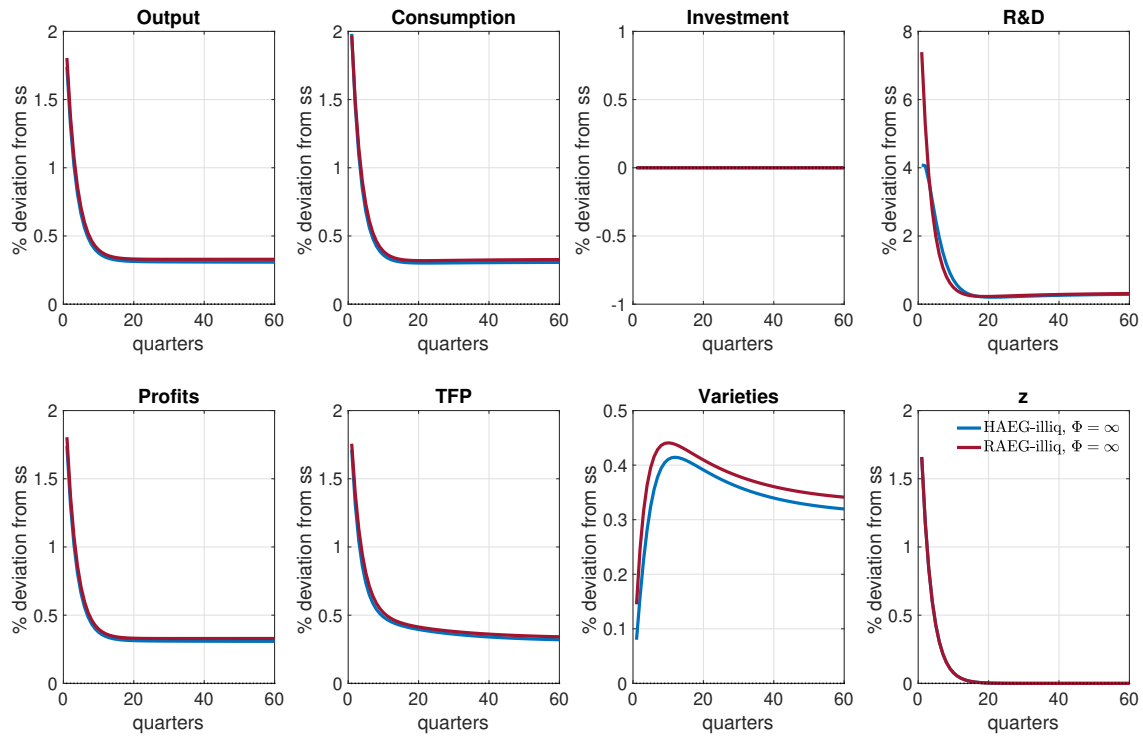 Output
% deviation from ss
2
1.5
1
0.5
0
0 20 40 60
quarters
Consumption
% deviation from ss
2
1.5
1
0.5
0
0 20 40 60
quarters
Investment
% deviation from ss
1
0.5
0
-0.5
-1
0 20 40 60
quarters
R&D
% deviation from ss
8
6
4
2
0
0 20 40 60
quarters
Profits
% deviation from ss
2
1.5
1
0.5
0
0 20 40 60
quarters
TFP
% deviation from ss
2
1.5
1
0.5
0
0 20 40 60
quarters
Varieties
% deviation from ss
0.5
0.4
0.3
0.2
0.1
0
0 20 40 60
quarters
z
% deviation from ss
2
1.5
1
0.5
0
0 20 40 60
quarters
HAEG-illiq, Φ = ∞
RAEG-illiq, Φ = ∞